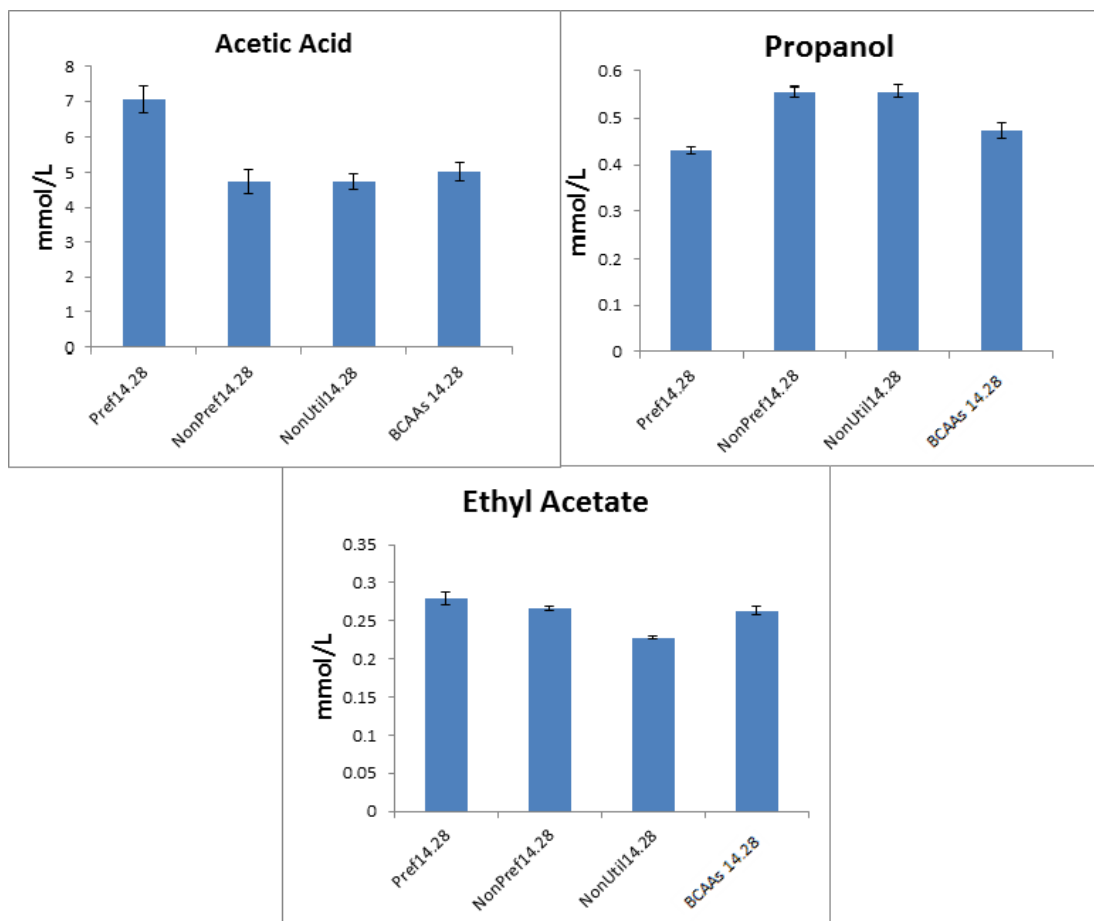 Acetic Acid
mmol/L
8
7
6
5
4
3
2
1
0
Pref14.28
NonPref14.28
NonUtil14.28
BCAAs 14.28
Propanol
mmol/L
0.6
0.5
0.4
0.3
0.2
0.1
0
Pref14.28
NonPref14.28
NonUtil14.28
BCAAs 14.28
Ethyl Acetate
mmol/L
0.35
0.3
0.25
0.2
0.15
0.1
0.05
0
Pref14.28
NonPref14.28
NonUtil14.28
BCAAs 14.28